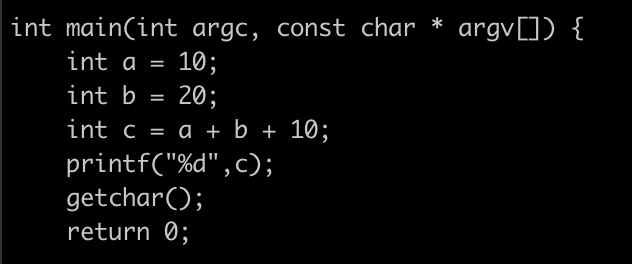 int main(int argc, const char * argv[]) {
    int a = 10;
    int b = 20;
    int c = a + b + 10;
    printf("%d",c);
    getchar();
    return 0;